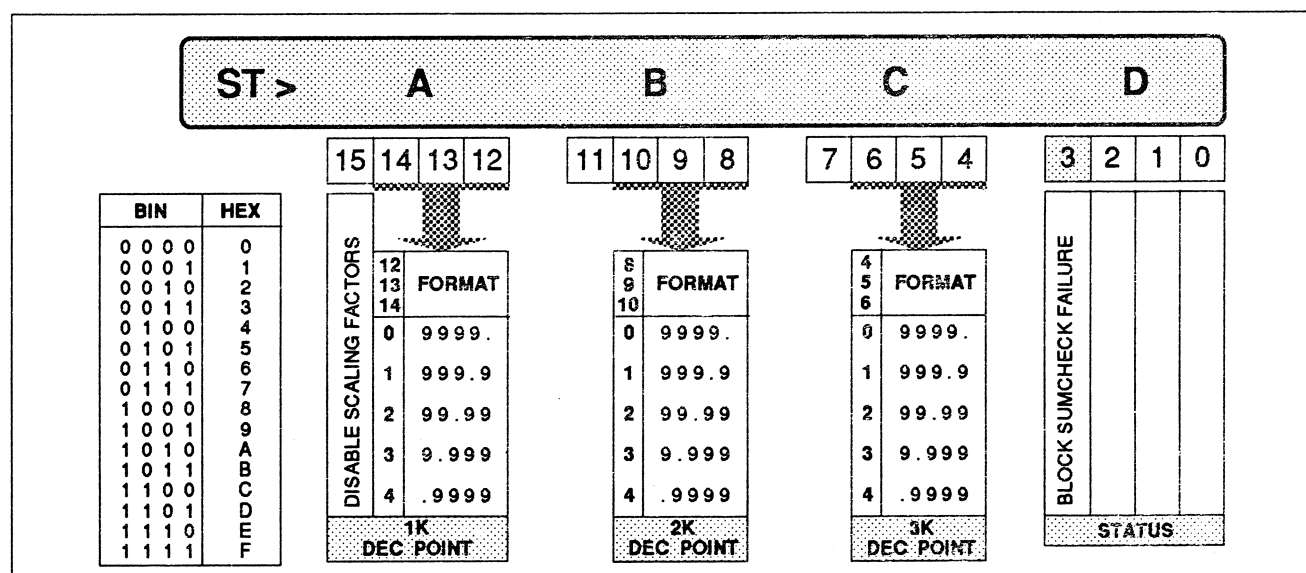 ST > A B C D
15 14 13 12 11 10 9 8 7 6 5 4 3 2 1 0
BIN HEX
0 0 0 0 0
0 0 0 1 1
0 0 1 0 2
0 0 1 1 3
0 1 0 0 4
0 1 0 1 5
0 1 1 0 6
0 1 1 1 7
1 0 0 0 8
1 0 0 1 9
1 0 1 0 A
1 0 1 1 B
1 1 0 0 C
1 1 0 1 D
1 1 1 0 E
1 1 1 1 F
DISABLE SCALING FACTORS
12
13
14
FORMAT
0 9999.
1 999.9
2 99.99
3 9.999
4 .9999
1K
DEC POINT
8
9
10
FORMAT
0 9999.
1 999.9
2 99.99
3 9.999
4 .9999
2K
DEC POINT
4
5
6
FORMAT
0 9999.
1 999.9
2 99.99
3 9.999
4 .9999
3K
DEC POINT
BLOCK SUMCHECK FAILURE
STATUS